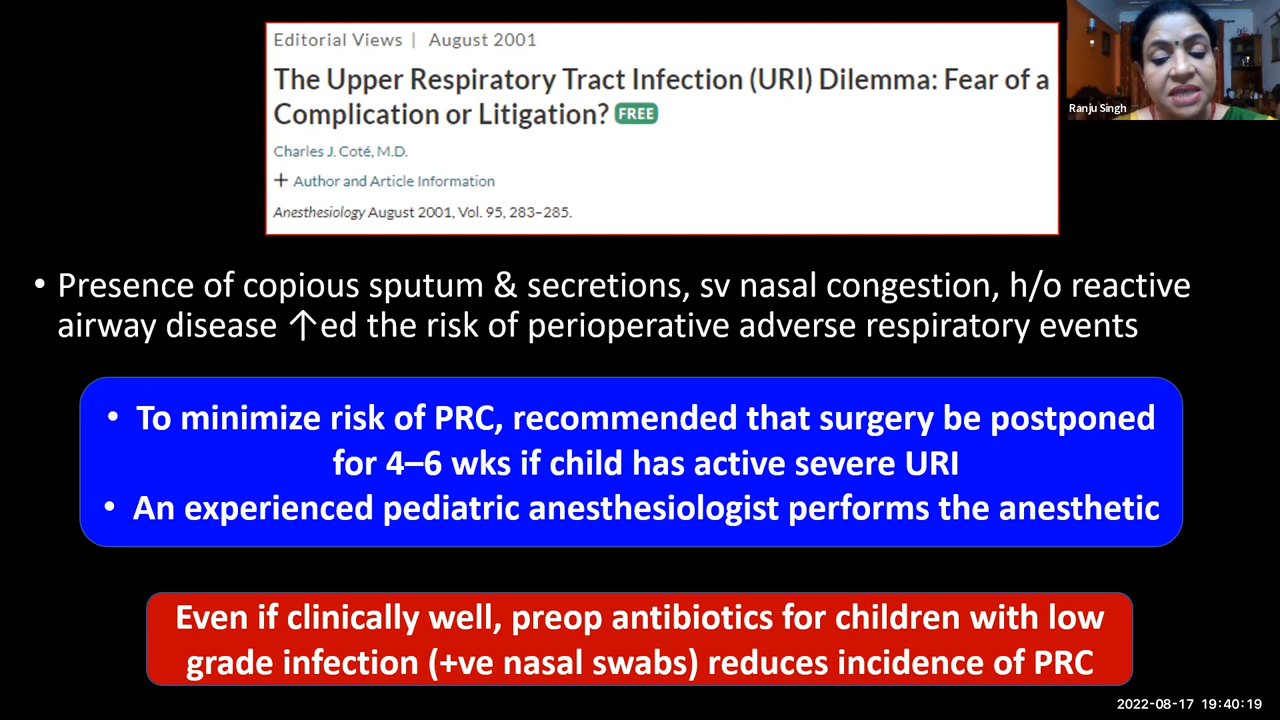 Editorial Views | August 2001
The Upper Respiratory Tract Infection (URI) Dilemma: Fear of a
Complication or Litigation? FREE
Charles J. Coté, M.D.
+ Author and Article Information
Anesthesiology August 2001, Vol. 95, 283–285.
Ranju Singh
• Presence of copious sputum & secretions, sv nasal congestion, h/o reactive
airway disease ↑ed the risk of perioperative adverse respiratory events
• To minimize risk of PRC, recommended that surgery be postponed
for 4–6 wks if child has active severe URI
• An experienced pediatric anesthesiologist performs the anesthetic
Even if clinically well, preop antibiotics for children with low
grade infection (+ve nasal swabs) reduces incidence of PRC
2022-08-17 19:40:19